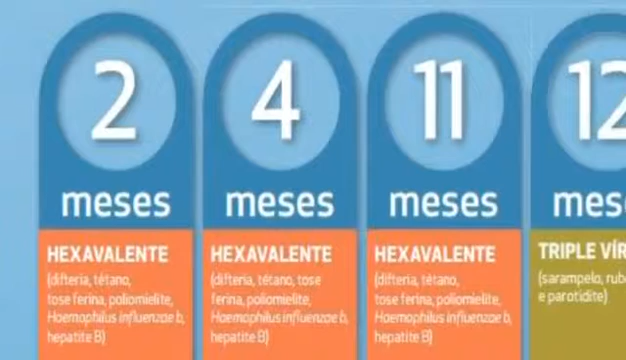 2
meses
HEXAVALENTE
(difteria, tétano,
tose ferina, poliomielite,
Haemophilus influenzae b,
hepatite B)
4
meses
HEXAVALENTE
(difteria, tétano, tose
ferina, poliomielite,
Haemophilus influenzae b,
hepatite B)
11
meses
HEXAVALENTE
(difteria, tétano,
tose ferina, poliomielite,
Haemophilus influenzae b,
hepatite B)
12
mes
TRIPLE VÍR
(sarampelo, rub
e parotidite)